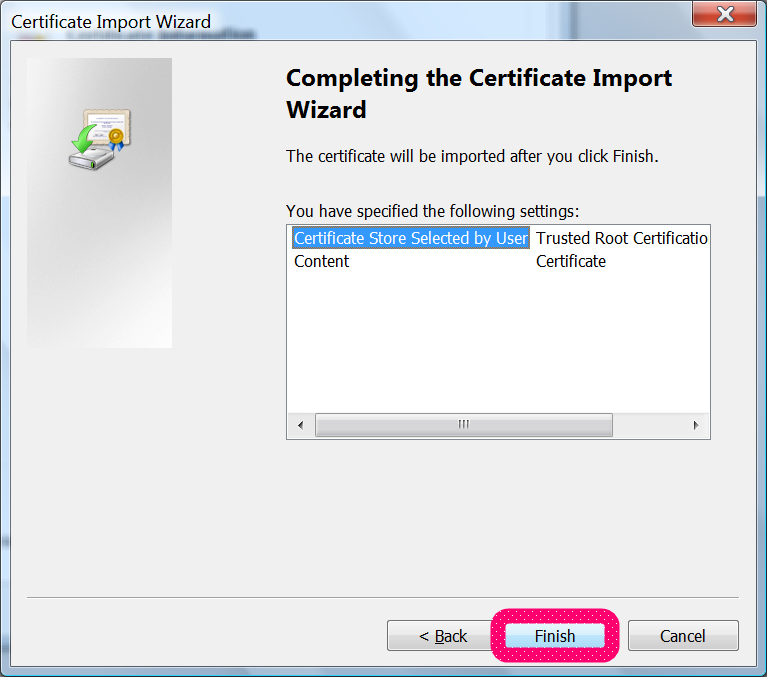 Certificate Import Wizard
Completing the Certificate Import
Wizard
The certificate will be imported after you click Finish.
You have specified the following settings:
Certificate Store Selected by User Trusted Root Certificatio
Content Certificate
< Back Finish Cancel